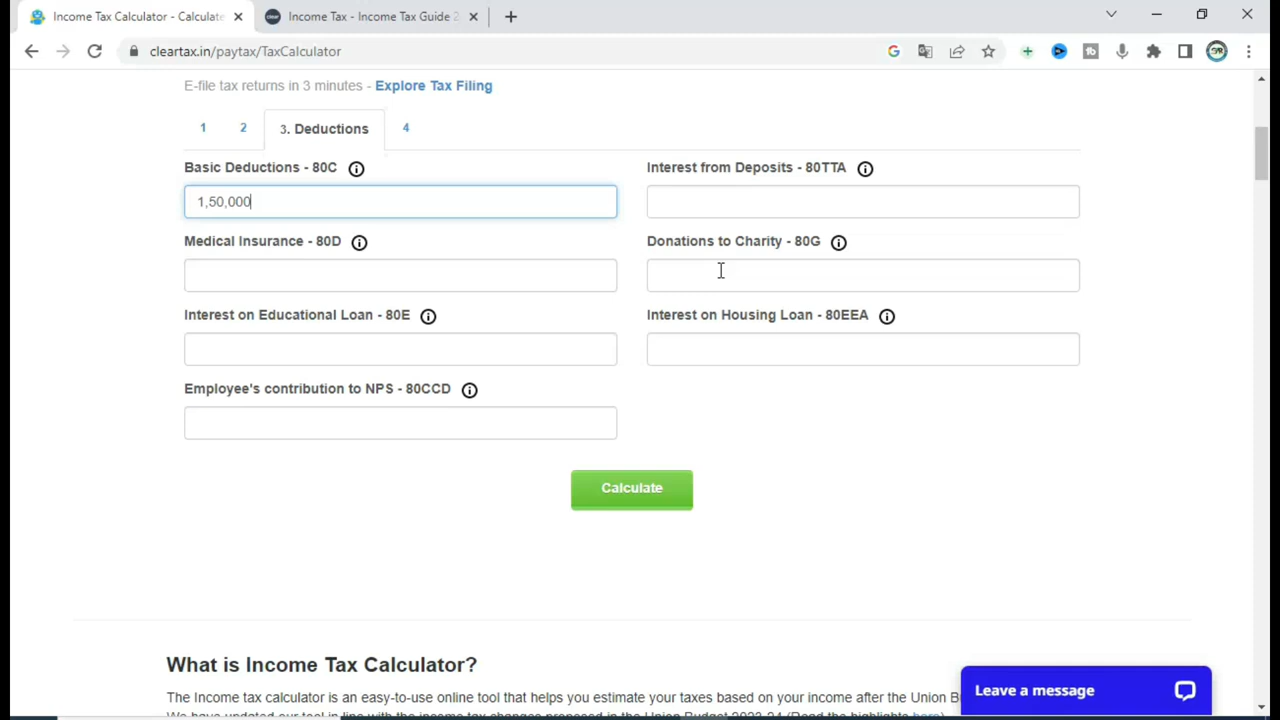 Income Tax Calculator - Calculate
Income Tax - Income Tax Guide 2
cleartax.in/paytax/TaxCalculator
E-file tax returns in 3 minutes - Explore Tax Filing
1 2 3. Deductions 4
Basic Deductions - 80C
Interest from Deposits - 80TTA
1,50,000
Medical Insurance - 80D
Donations to Charity - 80G
Interest on Educational Loan - 80E
Interest on Housing Loan - 80EEA
Employee's contribution to NPS - 80CCD
Calculate
What is Income Tax Calculator?
The Income tax calculator is an easy-to-use online tool that helps you estimate your taxes based on your income after the Union
Leave a message